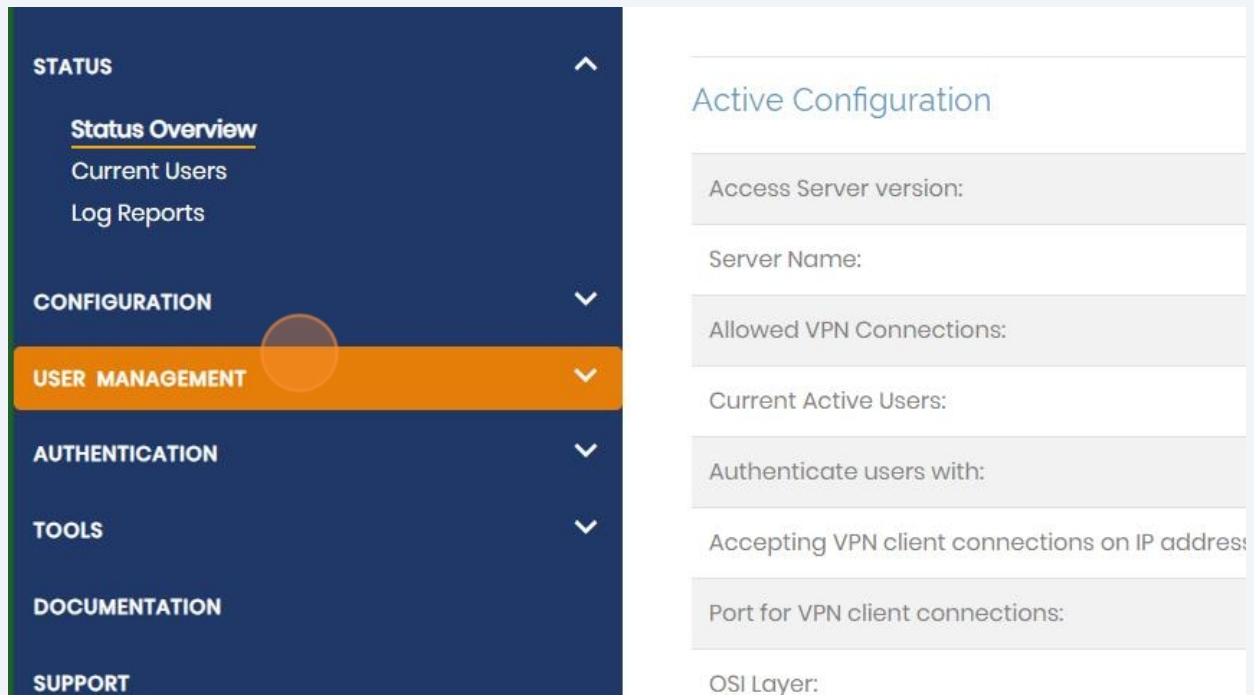 STATUS
Status Overview
Current Users
Log Reports
CONFIGURATION
USER MANAGEMENT
AUTHENTICATION
TOOLS
DOCUMENTATION
SUPPORT
Active Configuration
Access Server version:
Server Name:
Allowed VPN Connections:
Current Active Users:
Authenticate users with:
Accepting VPN client connections on IP address
Port for VPN client connections:
OSI Layer: